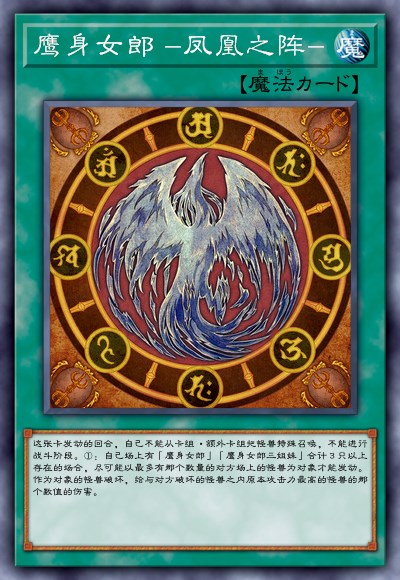 鹰身女郎 –凤凰之阵–
魔
【魔法カード】
这张卡发动的回合，自己不能从卡组·额外卡组把怪兽特殊召唤，不能进行
战斗阶段。①：自己场上有「鹰身女郎」「鹰身女郎三姐妹」合计3只以上
存在的场合，尽可能以最多有那个数量的对方场上的怪兽为对象才能发动。
作为对象的怪兽破坏，给与对方破坏的怪兽之内原本攻击力最高的怪兽的那
个数值的伤害。